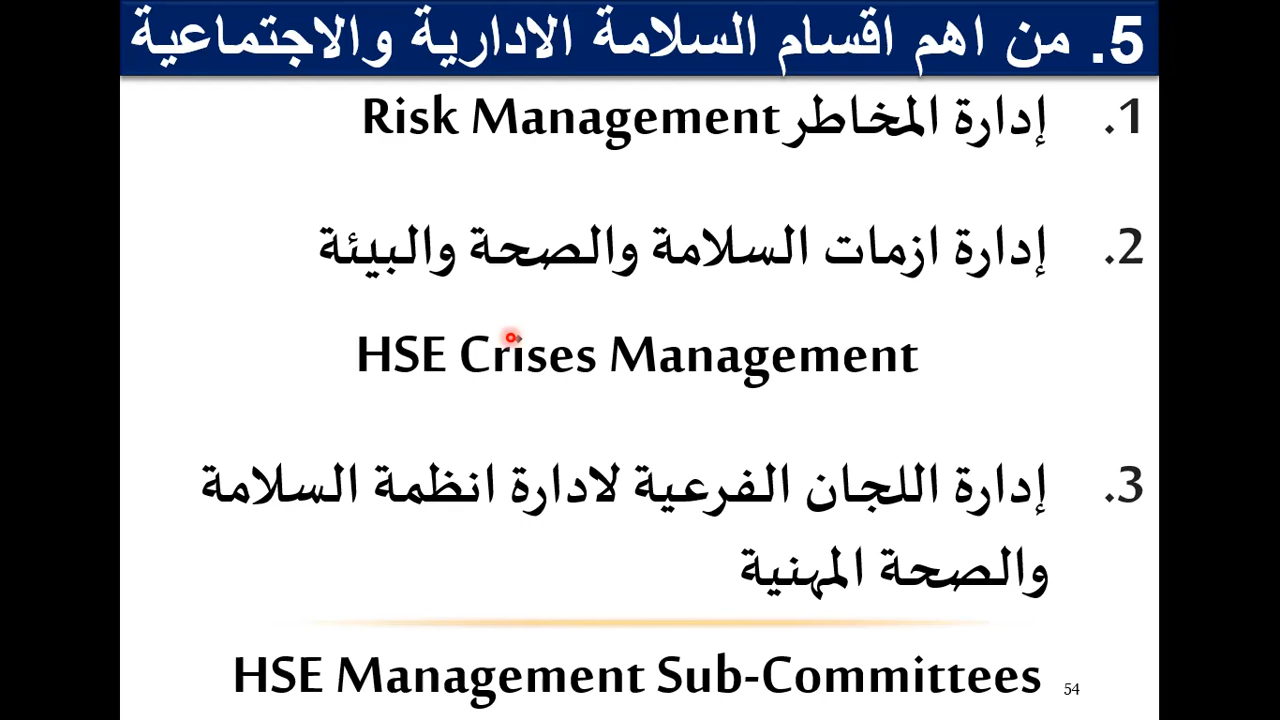 5. من اهم اقسام السلامة الادارية والاجتماعية
1. إدارة المخاطر Risk Management
2. إدارة ازمات السلامة والصحة والبيئة
HSE Crises Management
3. إدارة اللجان الفرعية لادارة انظمة السلامة
والصحة المهنية
HSE Management Sub-Committees
54